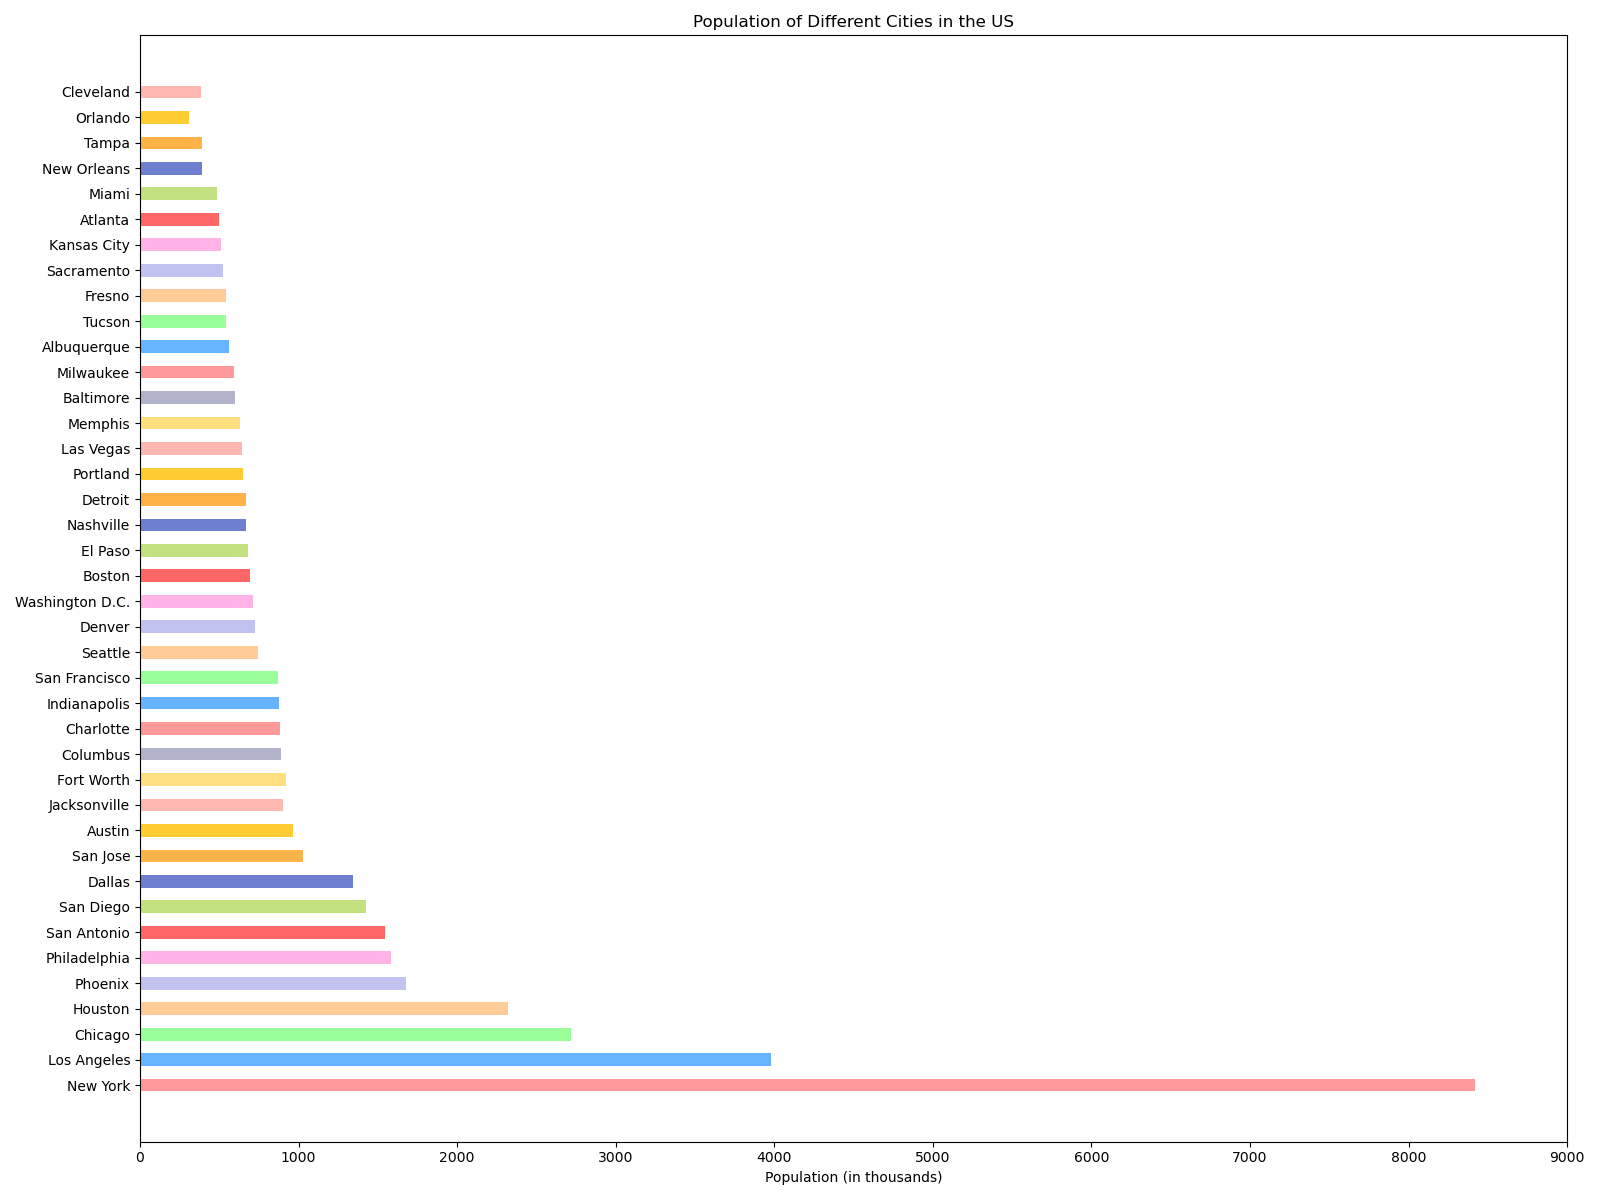 Population of Different Cities in the US
Cleveland
Orlando
Tampa
New Orleans
Miami
Atlanta
Kansas City
Sacramento
Fresno
Tucson
Albuquerque
Milwaukee
Baltimore
Memphis
Las Vegas
Portland
Detroit
Nashville
El Paso
Boston
Washington D.C.
Denver
Seattle
San Francisco
Indianapolis
Charlotte
Columbus
Fort Worth
Jacksonville
Austin
San Jose
Dallas
San Diego
San Antonio
Philadelphia
Phoenix
Houston
Chicago
Los Angeles
New York
0 1000 2000 3000 4000 5000 6000 7000 8000 9000
Population (in thousands)